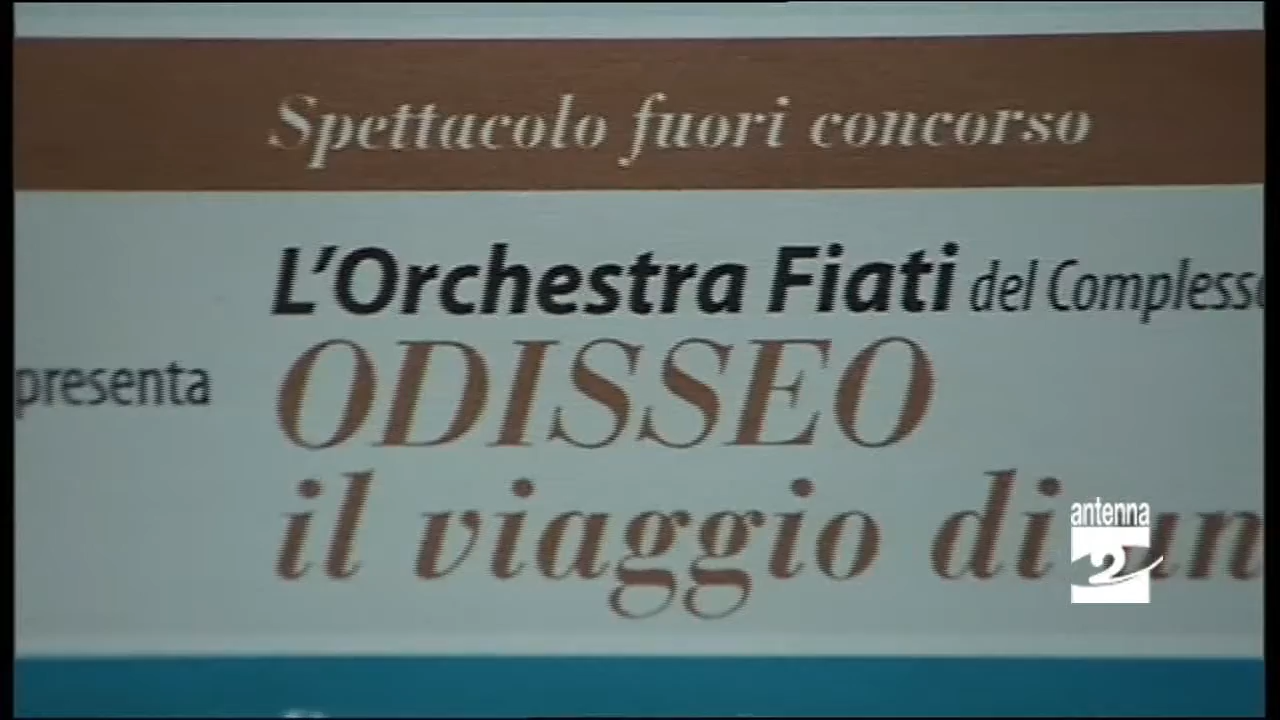 Spettacolo fuori concorso
L'Orchestra Fiati del Complesso
presenta
ODISSEO
il viaggio di un
antenna
2